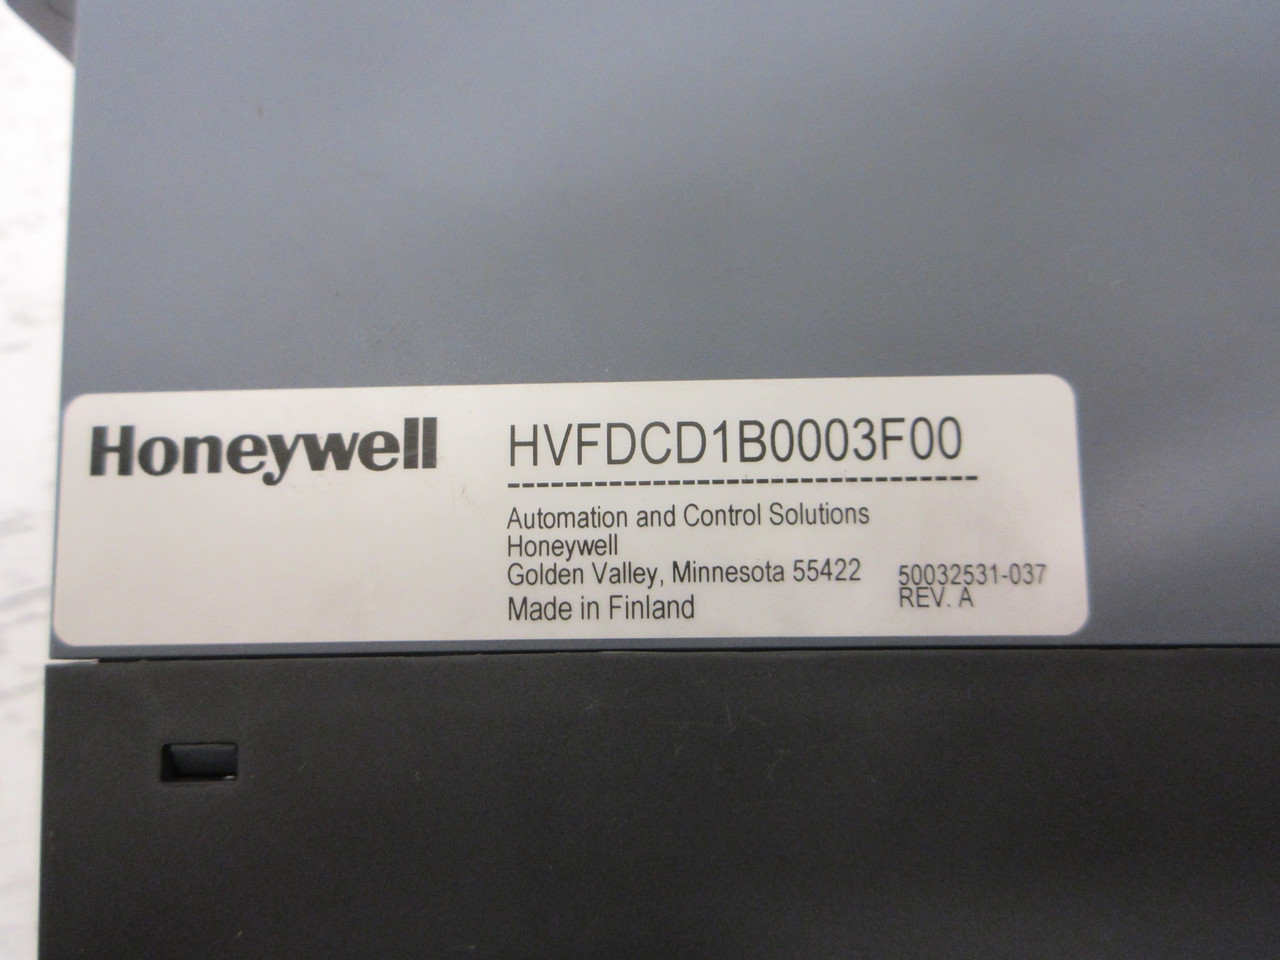 Honeywell
HVFDCD1B0003F00
Automation and Control Solutions
Honeywell
Golden Valley, Minnesota 55422
Made in Finland
50032531-037
REV. A